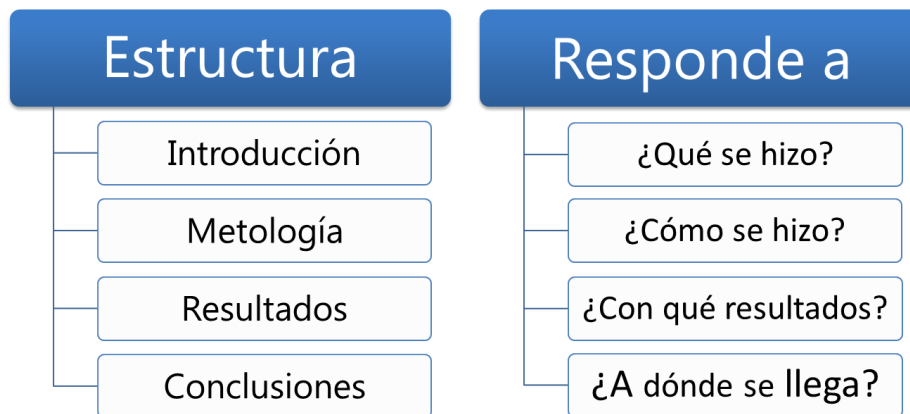 Estructura
Introducción
Metología
Resultados
Conclusiones
Responde a
¿Qué se hizo?
¿Cómo se hizo?
¿Con qué resultados?
¿A dónde se llega?